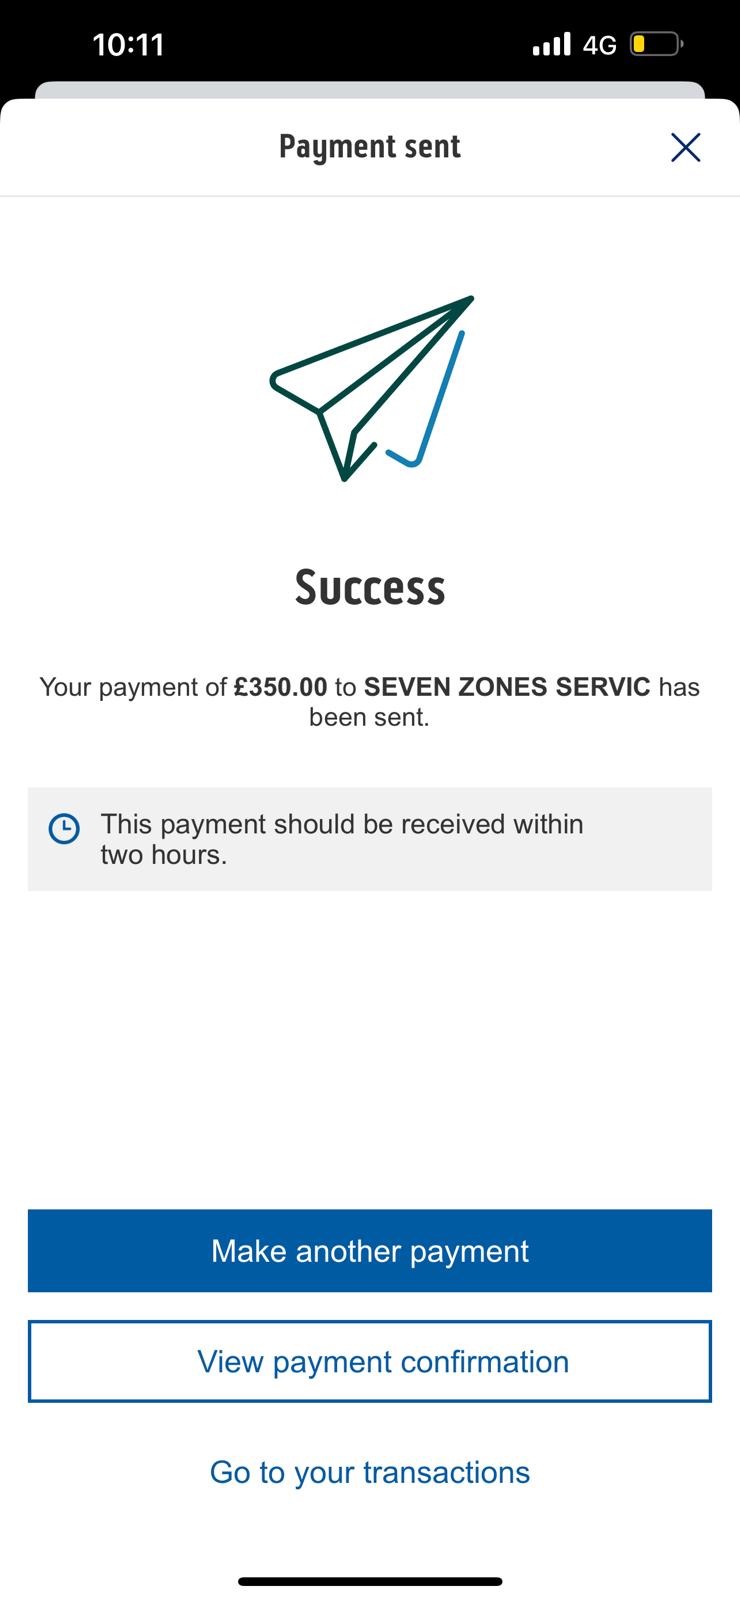 10:11
4G
Payment sent
Success
Your payment of £350.00 to SEVEN ZONES SERVIC has
been sent.
This payment should be received within
two hours.
Make another payment
View payment confirmation
Go to your transactions